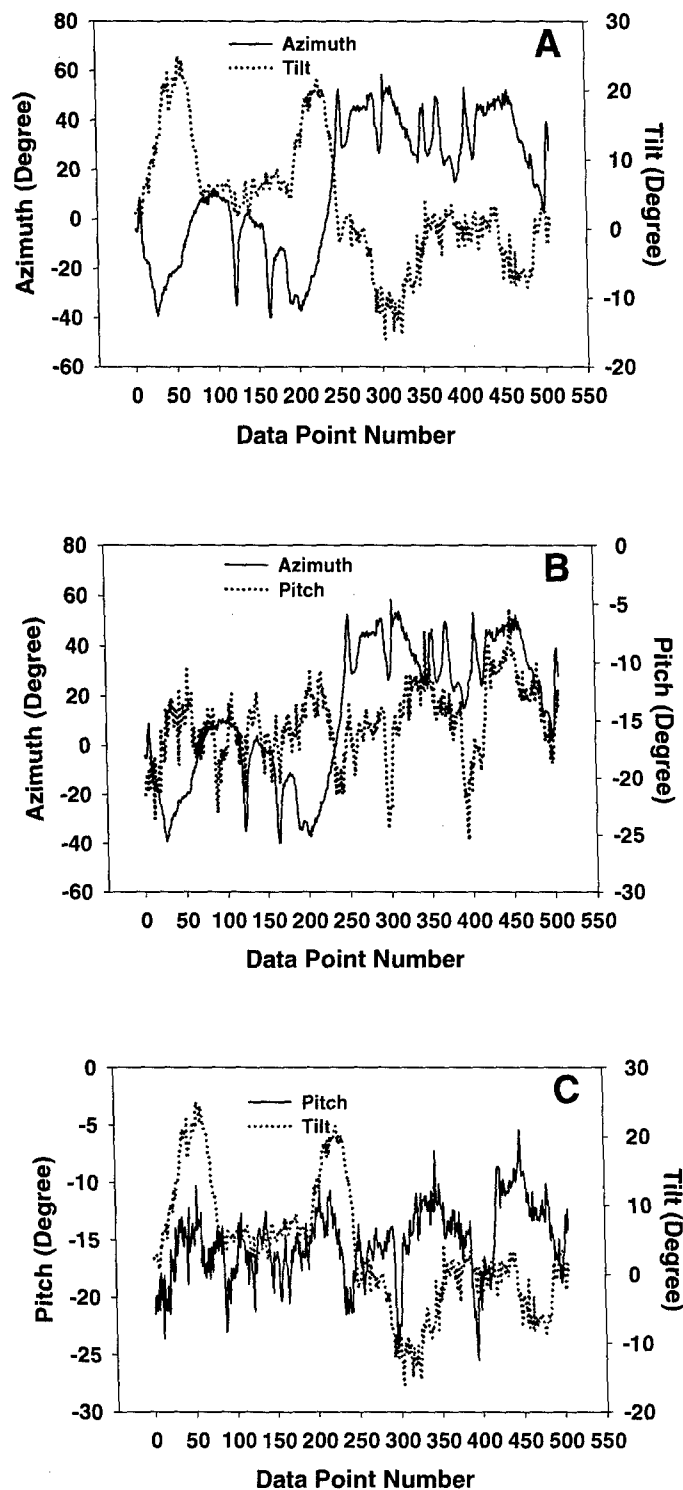 A
Azimuth
Tilt
80
60
40
20
0
-20
-40
-60
Azimuth (Degree)
30
20
10
0
-10
-20
Tilt (Degree)
0 50 100 150 200 250 300 350 400 450 500 550
Data Point Number
B
Azimuth
Pitch
80
60
40
20
0
-20
-40
-60
Azimuth (Degree)
0
-5
-10
-15
-20
-25
-30
Pitch (Degree)
0 50 100 150 200 250 300 350 400 450 500 550
Data Point Number
C
Pitch
Tilt
0
-5
-10
-15
-20
-25
-30
Pitch (Degree)
30
20
10
0
-10
-20
Tilt (Degree)
0 50 100 150 200 250 300 350 400 450 500 550
Data Point Number